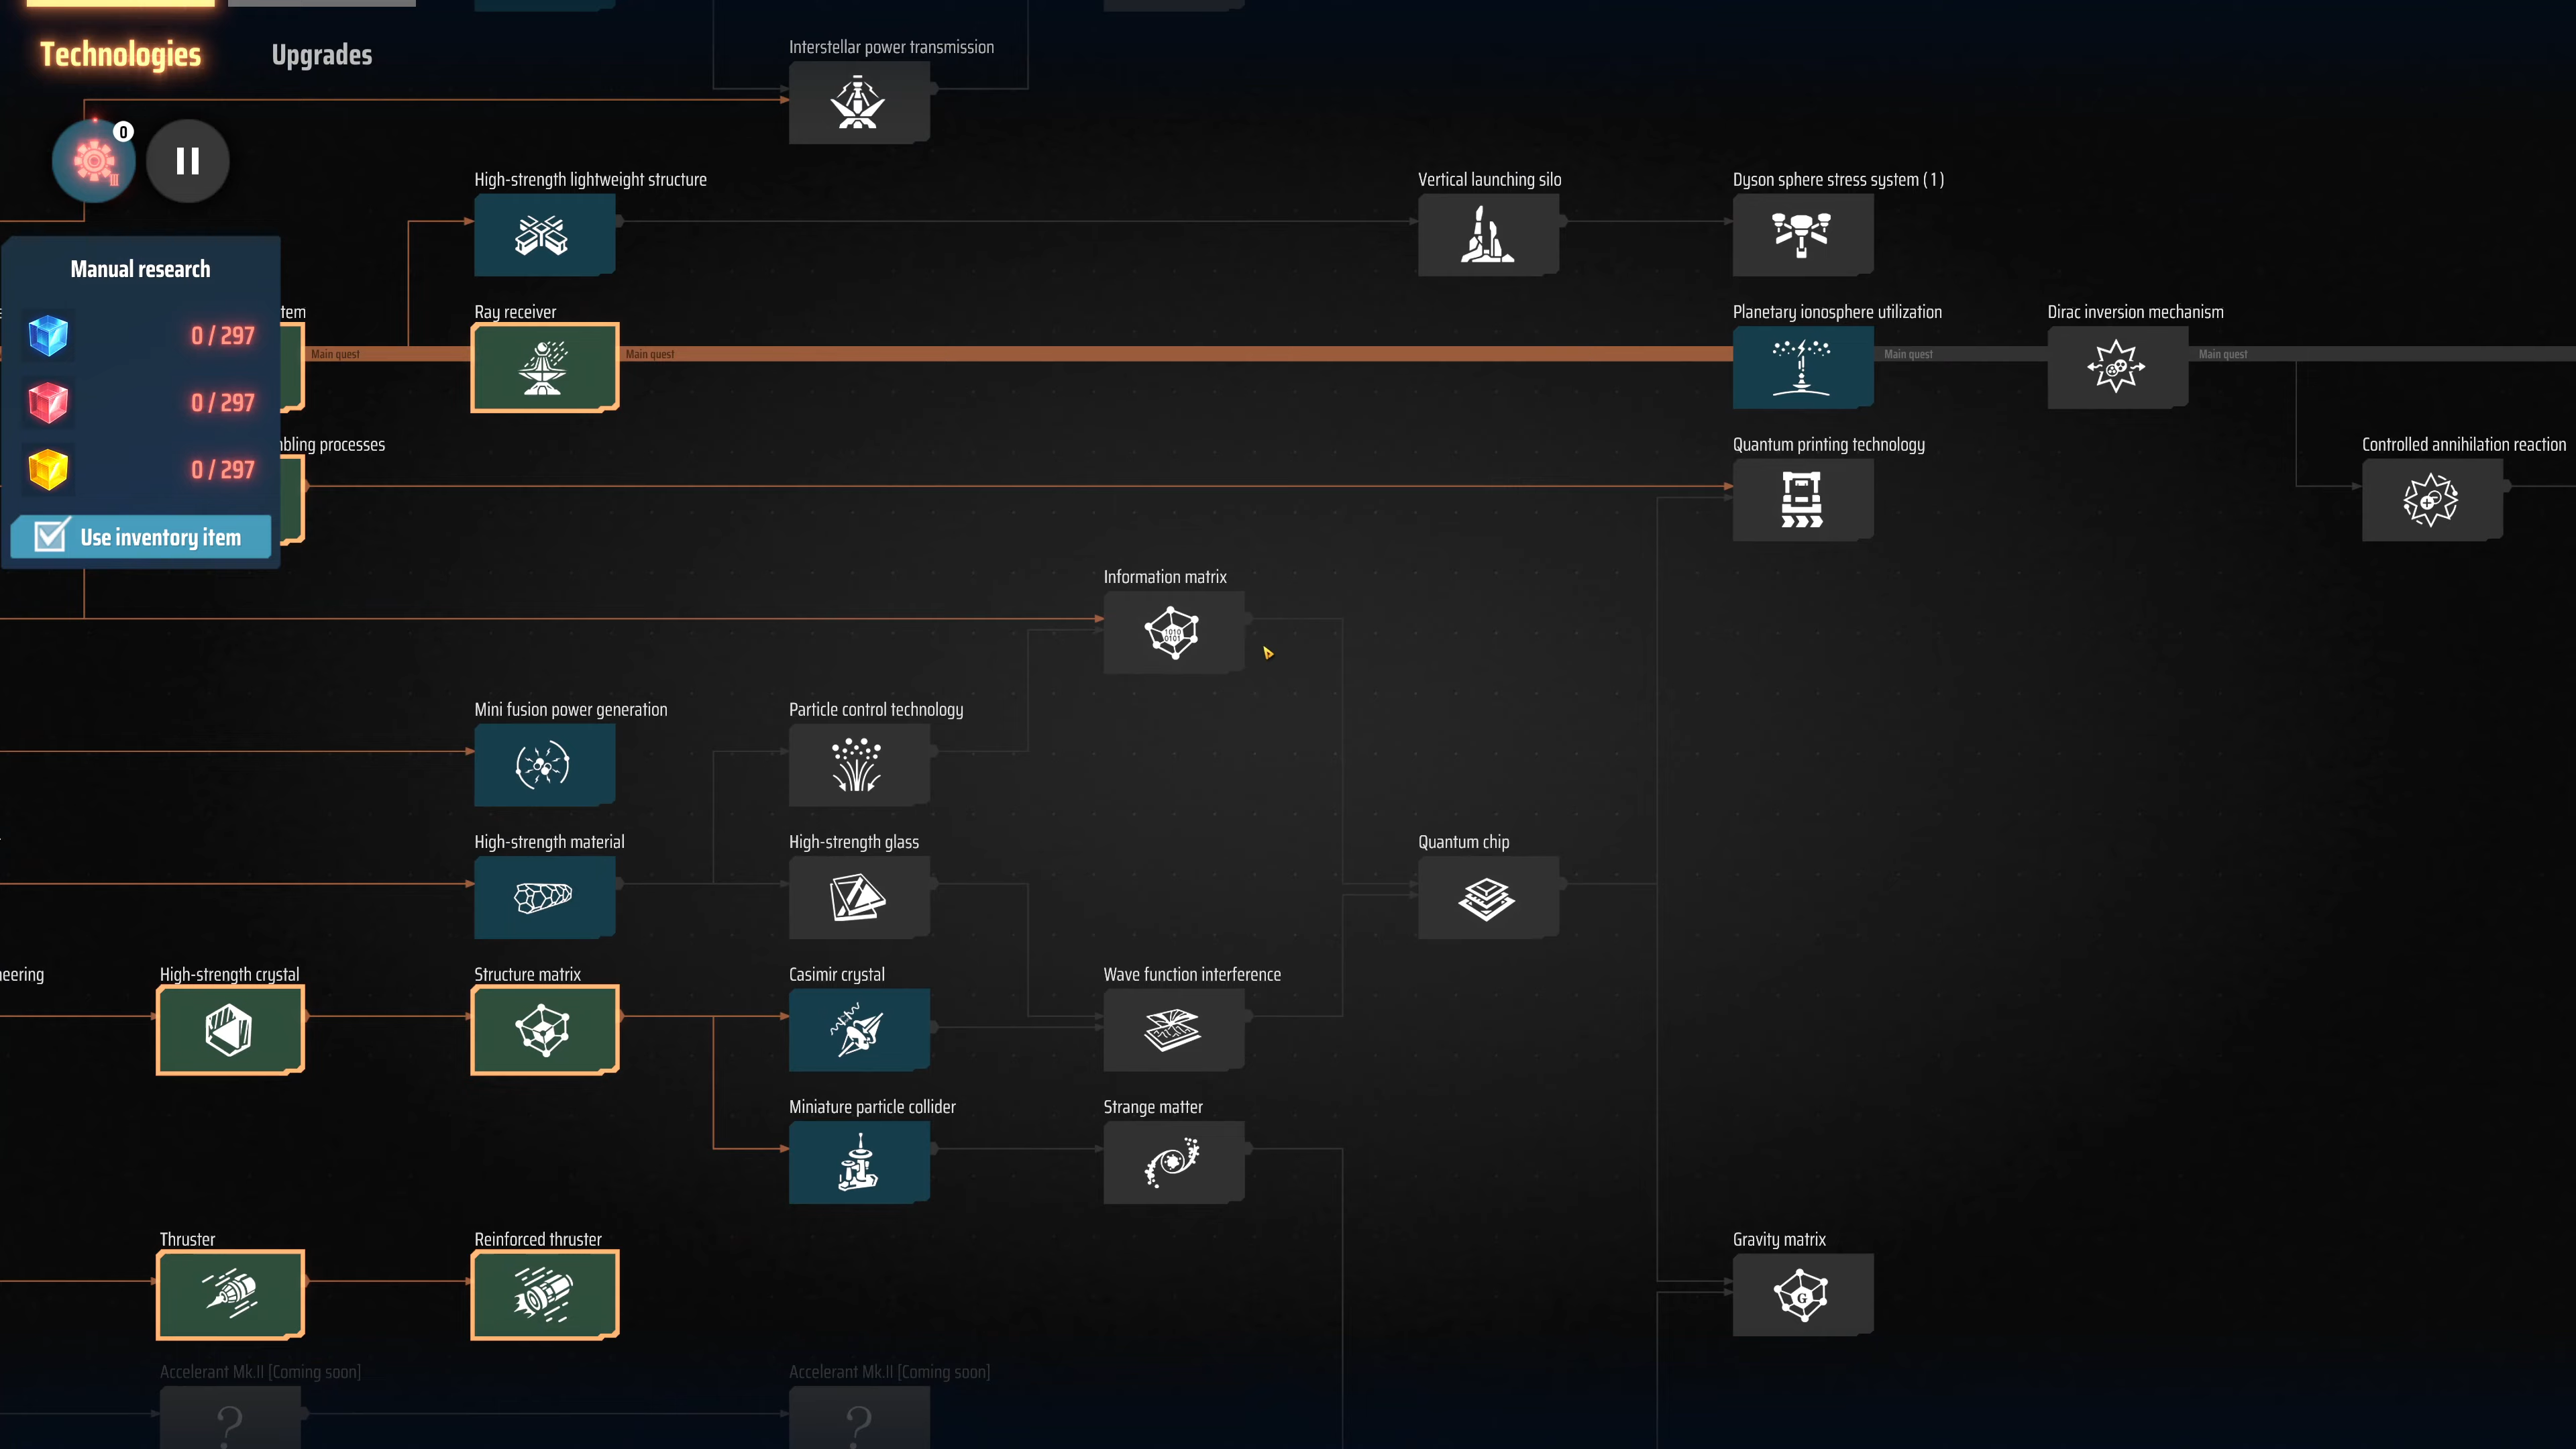 Technologies
Upgrades
Interstellar power transmission
0
III
High-strength lightweight structure
Vertical launching silo
Dyson sphere stress system (1)
Manual research
0 / 297
0 / 297
0 / 297
Use inventory item
tem
Ray receiver
Planetary ionosphere utilization
Dirac inversion mechanism
Main quest
Main quest
Main quest
Main quest
bling processes
Quantum printing technology
Controlled annihilation reaction
Information matrix
1010
0101
Mini fusion power generation
Particle control technology
High-strength material
High-strength glass
Quantum chip
neering
High-strength crystal
Structure matrix
Casimir crystal
Wave function interference
Miniature particle collider
Strange matter
Thruster
Reinforced thruster
Gravity matrix
G
Accelerant Mk.II [Coming soon]
Accelerant Mk.II [Coming soon]
?
?